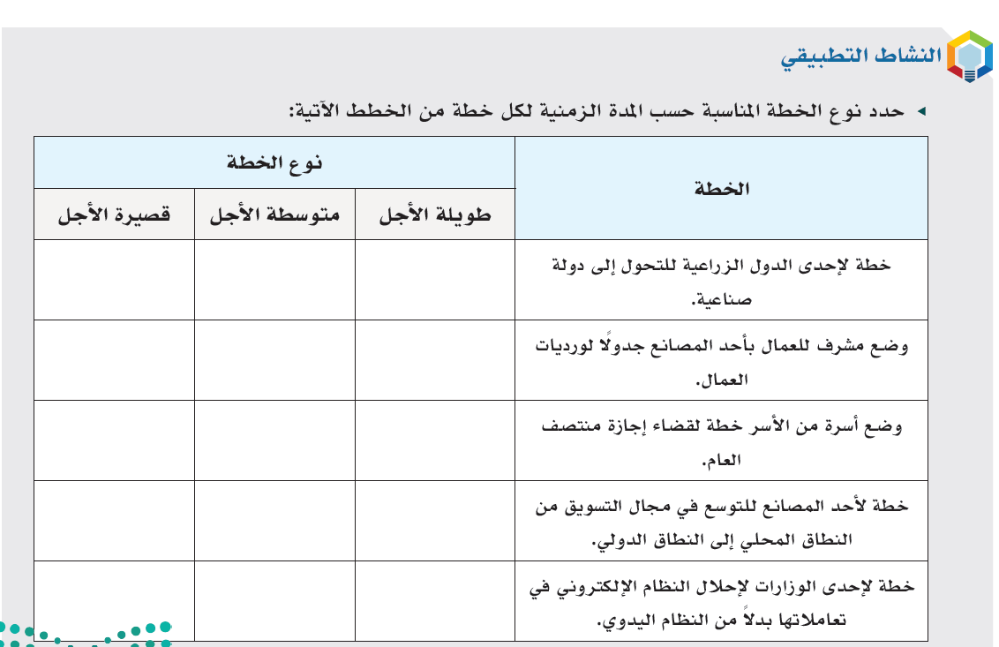 النشاط التطبيقي
حدد نوع الخطة المناسبة حسب المدة الزمنية لكل خطة من الخطط الآتية:
الخطة
نوع الخطة
طويلة الأجل
متوسطة الأجل
قصيرة الأجل
خطة لإحدى الدول الزراعية للتحول إلى دولة
صناعية.
وضع مشرف للعمال بأحد المصانع جدولًا لورديات
العمال.
وضع أسرة من الأسر خطة لقضاء إجازة منتصف
العام.
خطة لأحد المصانع للتوسع في مجال التسويق من
النطاق المحلي إلى النطاق الدولي.
خطة لإحدى الوزارات لإحلال النظام الإلكتروني في
تعاملاتها بدلاً من النظام اليدوي.